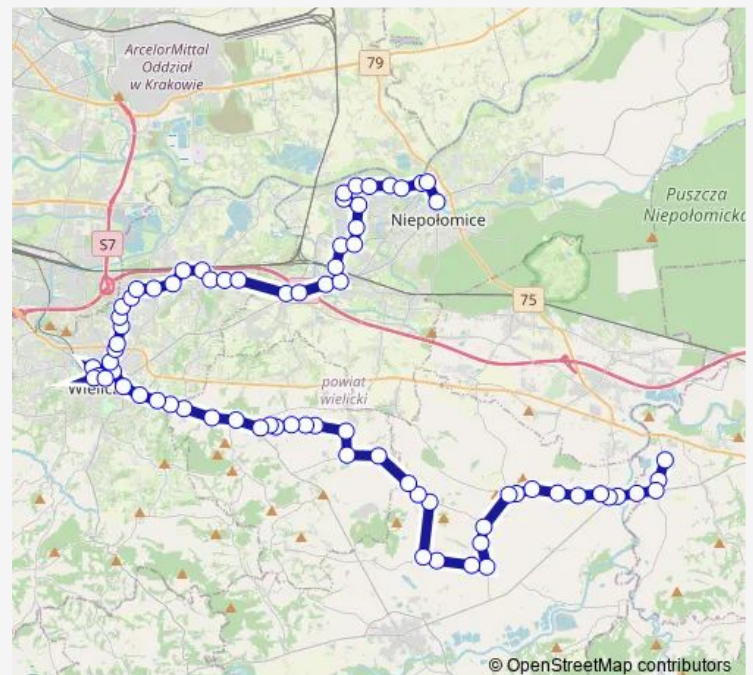 ArcelorMittal
Oddział
w Krakowie
79
S7
Niepołomice
Puszcza
Niepołomicka
75
powiat
wielicki
© OpenStreetMap contributors